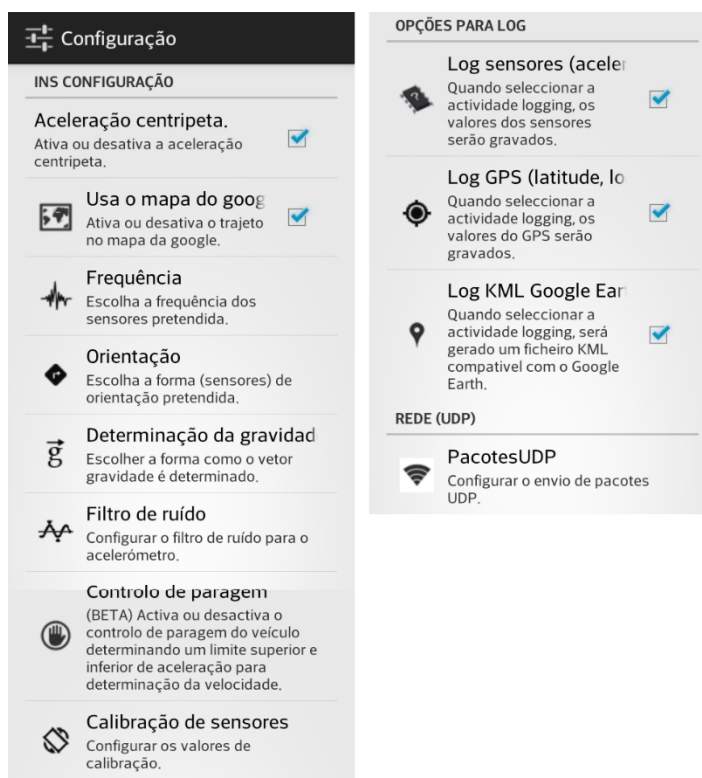 Configuração
INS CONFIGURAÇÃO
Aceleração centripeta.
Ativa ou desativa a aceleração
centripeta.
Usa o mapa do goog
Ativa ou desativa o trajeto
no mapa da google.
Frequência
Escolha a frequência dos
sensores pretendida.
Orientação
Escolha a forma (sensores) de
orientação pretendida.
g
Determinação da gravidad
Escolher a forma como o vetor
gravidade é determinado.
Filtro de ruído
Configurar o filtro de ruído para o
acelerómetro.
Controlo de paragem
(BETA) Activa ou desactiva o
controlo de paragem do veículo
determinando um limite superior e
inferior de aceleração para
determinação da velocidade.
Calibração de sensores
Configurar os valores de
calibração.
OPÇÕES PARA LOG
Log sensores (aceler
Quando seleccionar a
actividade logging, os
valores dos sensores
serão gravados.
Log GPS (latitude, lo
Quando seleccionar a
actividade logging, os
valores do GPS serão
gravados.
Log KML Google Ear
Quando seleccionar a
actividade logging, será
gerado um ficheiro KML
compativel com o Google
Earth.
REDE (UDP)
PacotesUDP
Configurar o envio de pacotes
UDP.